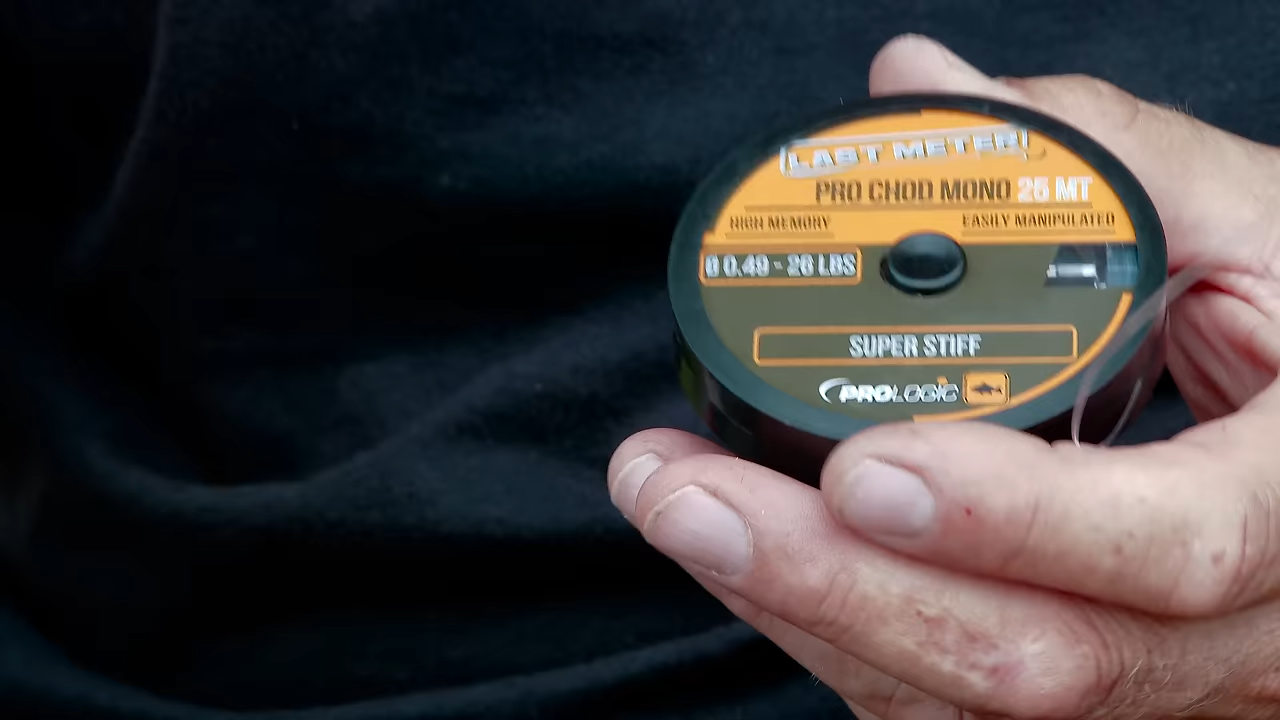 LAST METER!
PRO CHOD MONO 25 MT
HIGH MEMORY EASILY MANIPULATED
Ø 0.49 - 26 LBS
SUPER STIFF
PROLOGIC